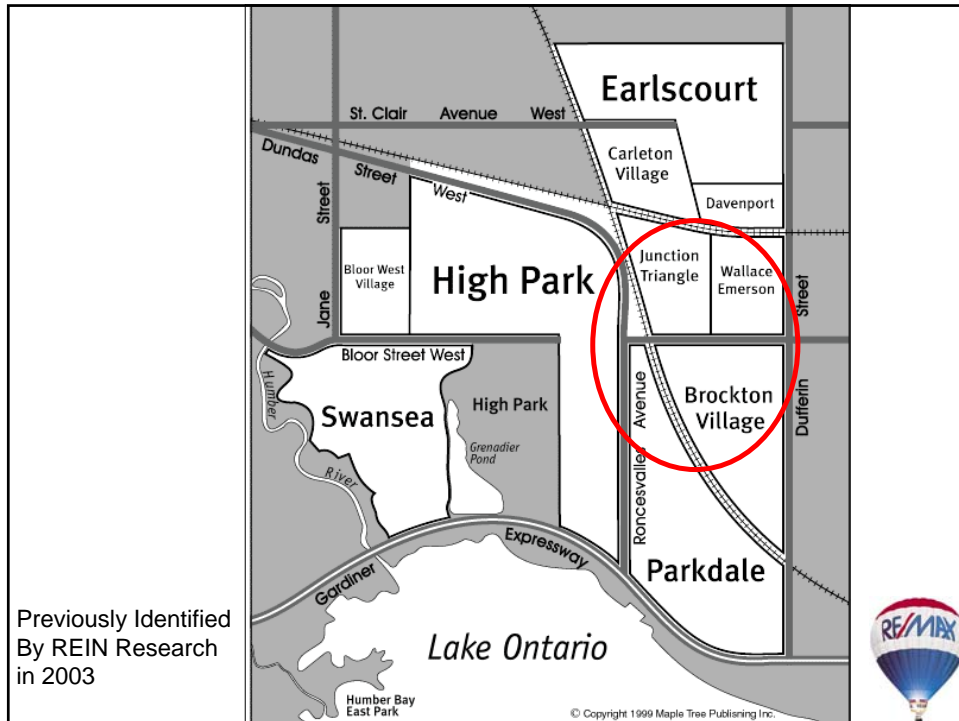 Earlscourt
St. Clair Avenue West
Dundas Street West
Carleton
Village
Davenport
Jane Street
Bloor West
Village
High Park
Junction
Triangle
Wallace
Emerson
Dufferin Street
Bloor Street West
Humber River
Swansea
High Park
Grenadier
Pond
Roncesvalles Avenue
Brockton
Village
Gardiner Expressway
Parkdale
Previously Identified
By REIN Research
in 2003
Lake Ontario
Humber Bay
East Park
© Copyright 1999 Maple Tree Publishing Inc.
RE/MAX